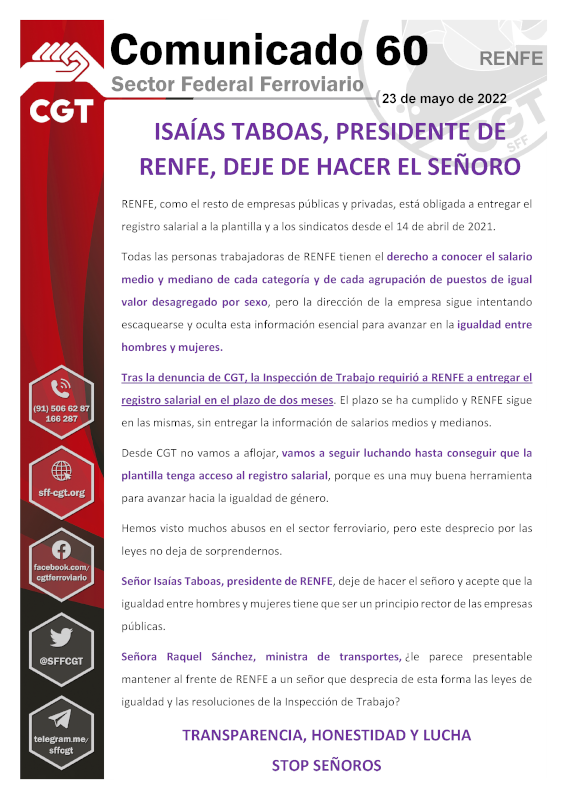 CGT
Comunicado 60
RENFE
Sector Federal Ferroviario
23 de mayo de 2022
CGT
SFF
ISAÍAS TABOAS, PRESIDENTE DE
RENFE, DEJE DE HACER EL SEÑORO
RENFE, como el resto de empresas públicas y privadas, está obligada a entregar el
registro salarial a la plantilla y a los sindicatos desde el 14 de abril de 2021.
Todas las personas trabajadoras de RENFE tienen el derecho a conocer el salario
medio y mediano de cada categoría y de cada agrupación de puestos de igual
valor desagregado por sexo, pero la dirección de la empresa sigue intentando
escaquearse y oculta esta información esencial para avanzar en la igualdad entre
hombres y mujeres.
Tras la denuncia de CGT, la Inspección de Trabajo requirió a RENFE a entregar el
registro salarial en el plazo de dos meses. El plazo se ha cumplido y RENFE sigue
en las mismas, sin entregar la información de salarios medios y medianos.
Desde CGT no vamos a aflojar, vamos a seguir luchando hasta conseguir que la
plantilla tenga acceso al registro salarial, porque es una muy buena herramienta
para avanzar hacia la igualdad de género.
Hemos visto muchos abusos en el sector ferroviario, pero este desprecio por las
leyes no deja de sorprendernos.
Señor Isaías Taboas, presidente de RENFE, deje de hacer el señoro y acepte que la
igualdad entre hombres y mujeres tiene que ser un principio rector de las empresas
públicas.
Señora Raquel Sánchez, ministra de transportes, ¿le parece presentable
mantener al frente de RENFE a un señor que desprecia de esta forma las leyes de
igualdad y las resoluciones de la Inspección de Trabajo?
TRANSPARENCIA, HONESTIDAD Y LUCHA
STOP SEÑOROS
(91) 506 62 87
166 287
sff-cgt.org
facebook.com/
cgtferroviario
@SFFCGT
telegram.me/
sffcgt